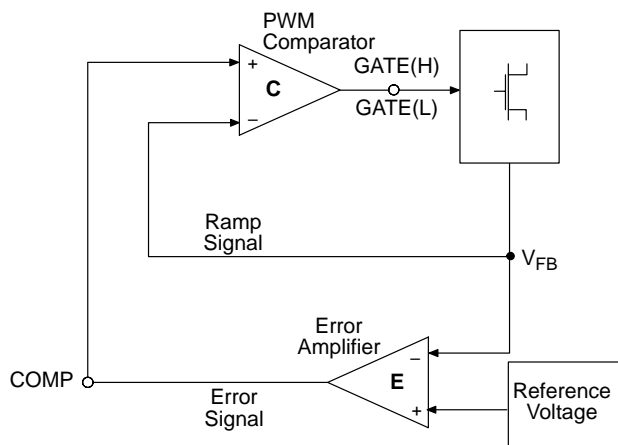 PWM
Comparator
GATE(H)
+
C
GATE(L)
–
Ramp
Signal
VFB
Error
Amplifier
–
E
COMP
Error
Signal
+
Reference
Voltage